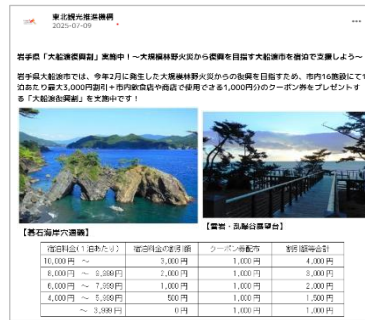 東北観光推進機構
2025-07-09
岩手県「大船渡復興割」実施中！～大規模林野火災から復興を目指す大船渡市を宿泊で支援しよう～
岩手県大船渡市では、今年2月に発生した大規模林野火災からの復興を目指すため、市内16施設にて1
泊あたり最大3,000円割引＋市内飲食店や商店で使用できる1,000円分のクーポン券をプレゼントす
る「大船渡復興割」を実施中です！
【碁石海岸穴通磯】
【雷岩・乱曝谷展望台】
宿泊料金(1泊あたり) 宿泊料金の割引額 クーポン券配布 割引額等合計
10,000円 ～ 3,000円 1,000円 4,000円
8,000円 ～ 9,999円 2,000円 1,000円 3,000円
6,000円 ～ 7,999円 1,000円 1,000円 2,000円
4,000円 ～ 5,999円 500円 1,000円 1,500円
～ 3,999円 0円 1,000円 1,000円